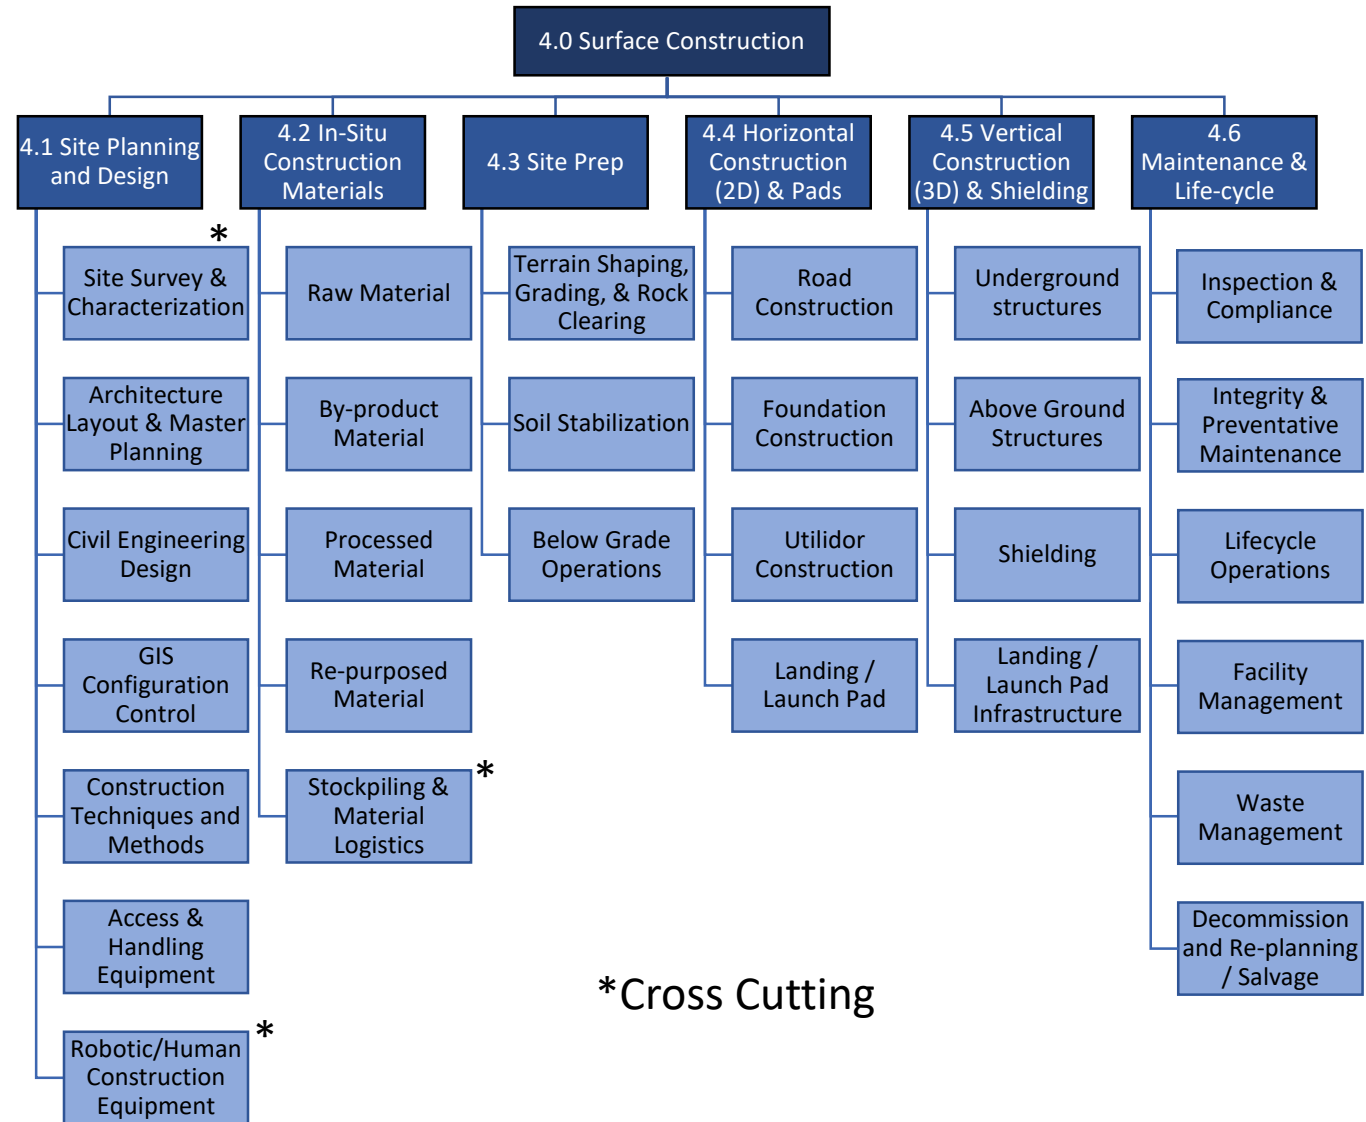 4.0 Surface Construction
4.1 Site Planning
and Design
4.2 In-Situ
Construction
Materials
4.3 Site Prep
4.4 Horizontal
Construction
(2D) & Pads
4.5 Vertical
Construction
(3D) & Shielding
4.6
Maintenance &
Life-cycle
*
Site Survey &
Characterization
Architecture
Layout & Master
Planning
Civil Engineering
Design
GIS
Configuration
Control
Construction
Techniques and
Methods
Access &
Handling
Equipment
*
Robotic/Human
Construction
Equipment
Raw Material
By-product
Material
Processed
Material
Re-purposed
Material
*
Stockpiling &
Material
Logistics
Terrain Shaping,
Grading, & Rock
Clearing
Soil Stabilization
Below Grade
Operations
Road
Construction
Foundation
Construction
Utilidor
Construction
Landing /
Launch Pad
Underground
structures
Above Ground
Structures
Shielding
Landing /
Launch Pad
Infrastructure
Inspection &
Compliance
Integrity &
Preventative
Maintenance
Lifecycle
Operations
Facility
Management
Waste
Management
Decommission
and Re-planning
/ Salvage
*Cross Cutting